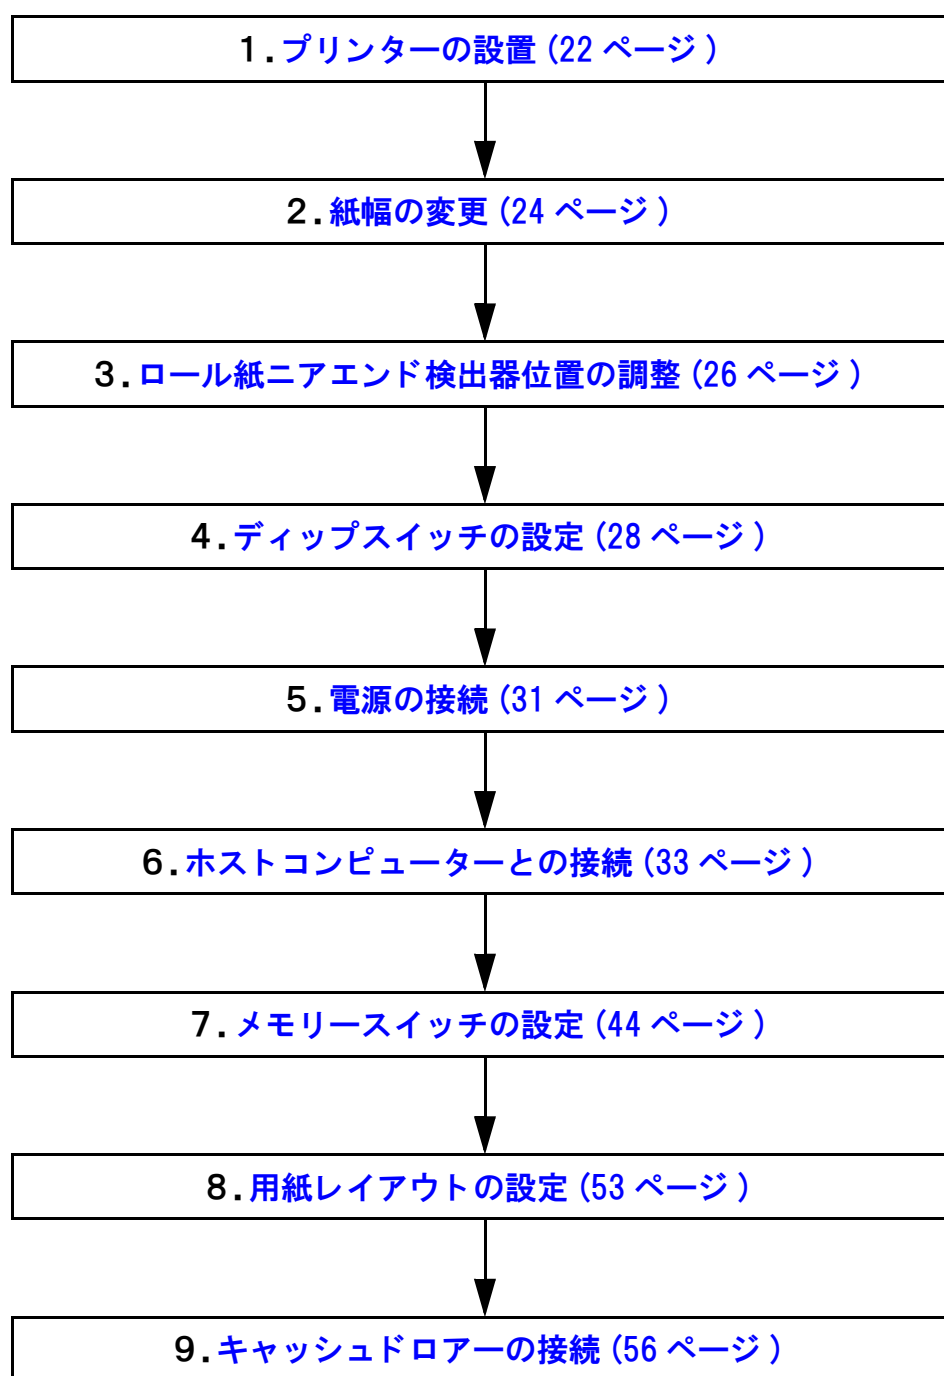 1.プリンターの設置 (22 ページ )
2.紙幅の変更 (24 ページ )
3.ロール紙ニアエンド検出器位置の調整 (26 ページ )
4.ディップスイッチの設定 (28 ページ )
5.電源の接続 (31 ページ )
6.ホストコンピューターとの接続 (33 ページ )
7.メモリースイッチの設定 (44 ページ )
8.用紙レイアウトの設定 (53 ページ )
9.キャッシュドロアーの接続 (56 ページ )